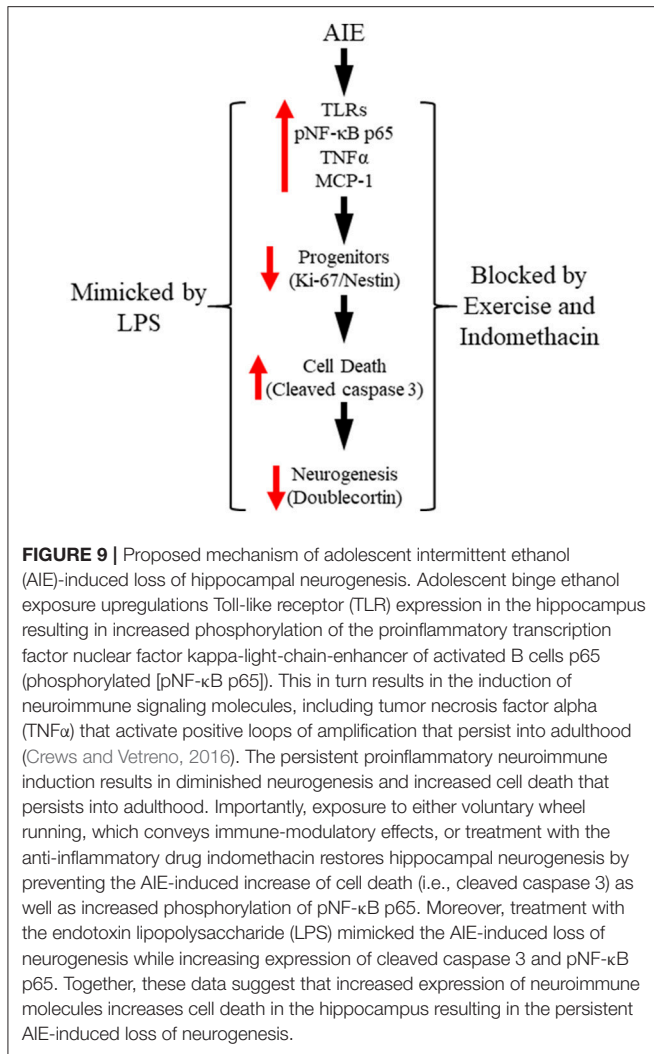 AIE
TLRs
pNF-κB p65
TNFα
MCP-1
Progenitors
(Ki-67/Nestin)
Mimicked by
LPS
Blocked by
Exercise and
Indomethacin
Cell Death
(Cleaved caspase 3)
Neurogenesis
(Doublecortin)
FIGURE 9 | Proposed mechanism of adolescent intermittent ethanol
(AIE)-induced loss of hippocampal neurogenesis. Adolescent binge ethanol
exposure upregulations Toll-like receptor (TLR) expression in the hippocampus
resulting in increased phosphorylation of the proinflammatory transcription
factor nuclear factor kappa-light-chain-enhancer of activated B cells p65
(phosphorylated [pNF-κB p65]). This in turn results in the induction of
neuroimmune signaling molecules, including tumor necrosis factor alpha
(TNFα) that activate positive loops of amplification that persist into adulthood
(Crews and Vetreno, 2016). The persistent proinflammatory neuroimmune
induction results in diminished neurogenesis and increased cell death that
persists into adulthood. Importantly, exposure to either voluntary wheel
running, which conveys immune-modulatory effects, or treatment with the
anti-inflammatory drug indomethacin restores hippocampal neurogenesis by
preventing the AIE-induced increase of cell death (i.e., cleaved caspase 3) as
well as increased phosphorylation of pNF-κB p65. Moreover, treatment with
the endotoxin lipopolysaccharide (LPS) mimicked the AIE-induced loss of
neurogenesis while increasing expression of cleaved caspase 3 and pNF-κB
p65. Together, these data suggest that increased expression of neuroimmune
molecules increases cell death in the hippocampus resulting in the persistent
AIE-induced loss of neurogenesis.